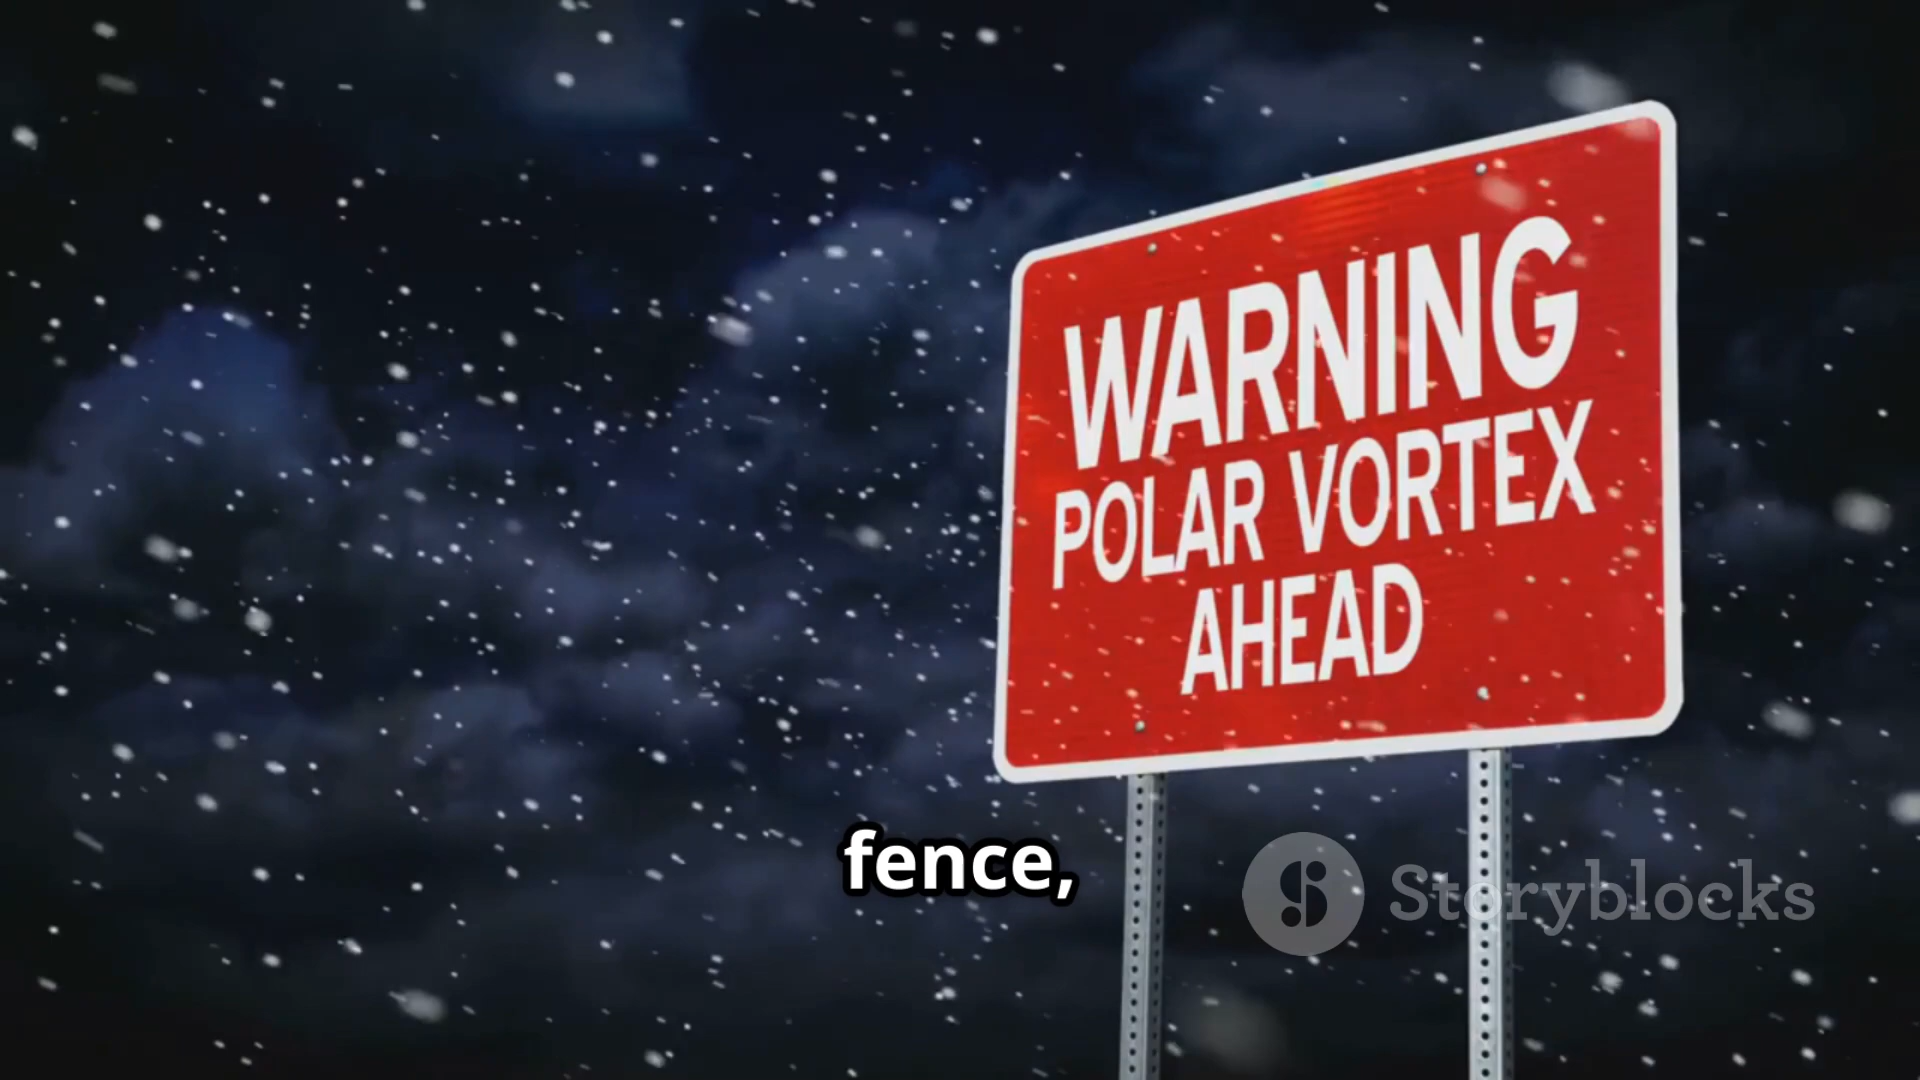 WARNING
POLAR VORTEX
AHEAD
fence,
Storyblocks